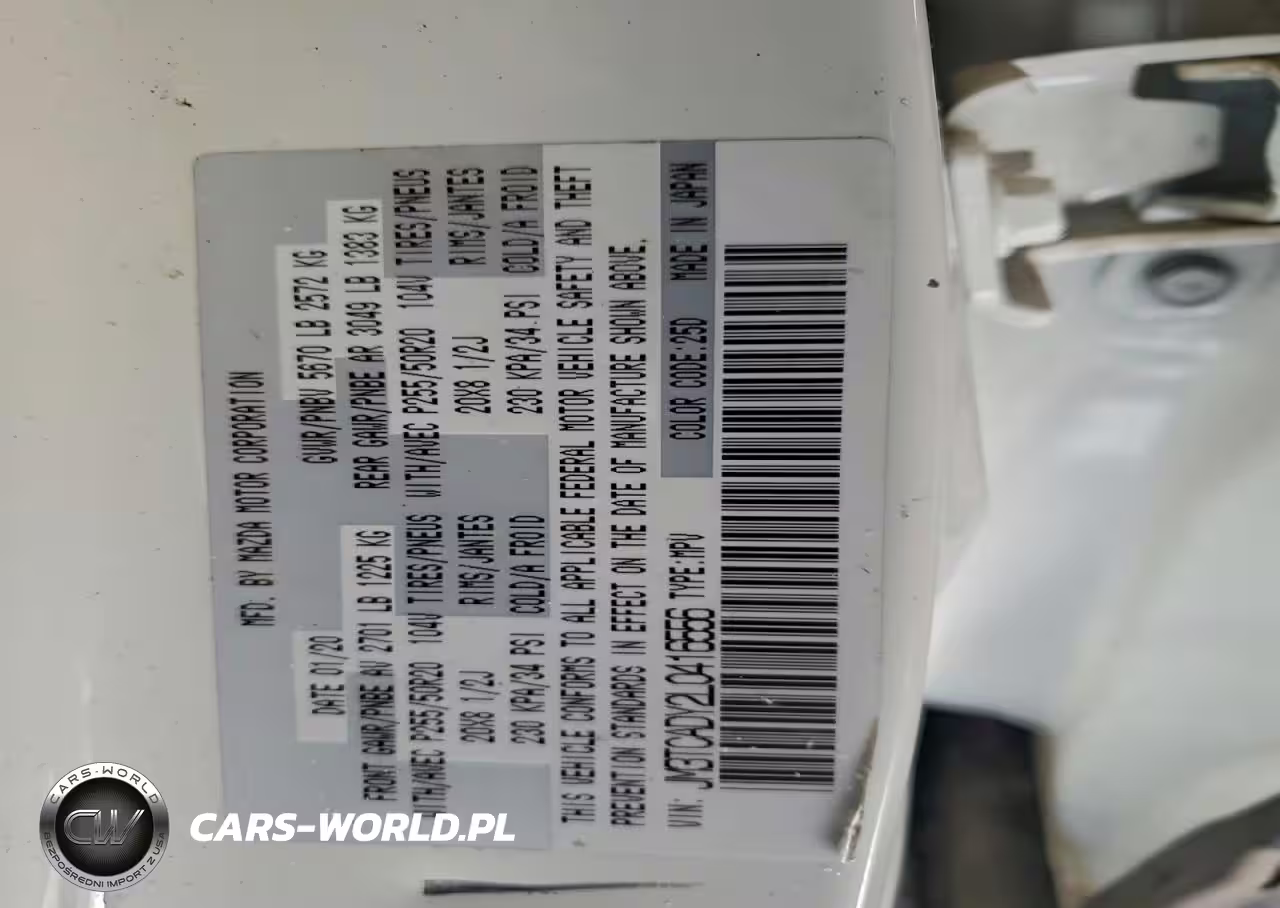 MFD. BY MAZDA MOTOR CORPORATION
DATE 01/20 GVWR/PNBV 5670 LB 2572 KG
FRONT GAWR/PNBE AV 2701 LB 1225 KG REAR GAWR/PNBE AR 3049 LB 1383 KG
WITH/AVEC P255/50R20 104V TIRES/PNEUS WITH/AVEC P255/50R20 104V TIRES/PNEUS
20X8 1/2J RIMS/JANTES 20X8 1/2J RIMS/JANTES
230 KPA/34 PSI COLD/A FROID 230 KPA/34 PSI COLD/A FROID
THIS VEHICLE CONFORMS TO ALL APPLICABLE FEDERAL MOTOR VEHICLE SAFETY AND THEFT
PREVENTION STANDARDS IN EFFECT ON THE DATE OF MANUFACTURE SHOWN ABOVE.
VIN: JM3TCADY2L0416556 TYPE:MPV COLOR CODE:25D MADE IN JAPAN
CARS-WORLD
CW
BEZPOŚREDNI IMPORT Z USA
CARS-WORLD.PL